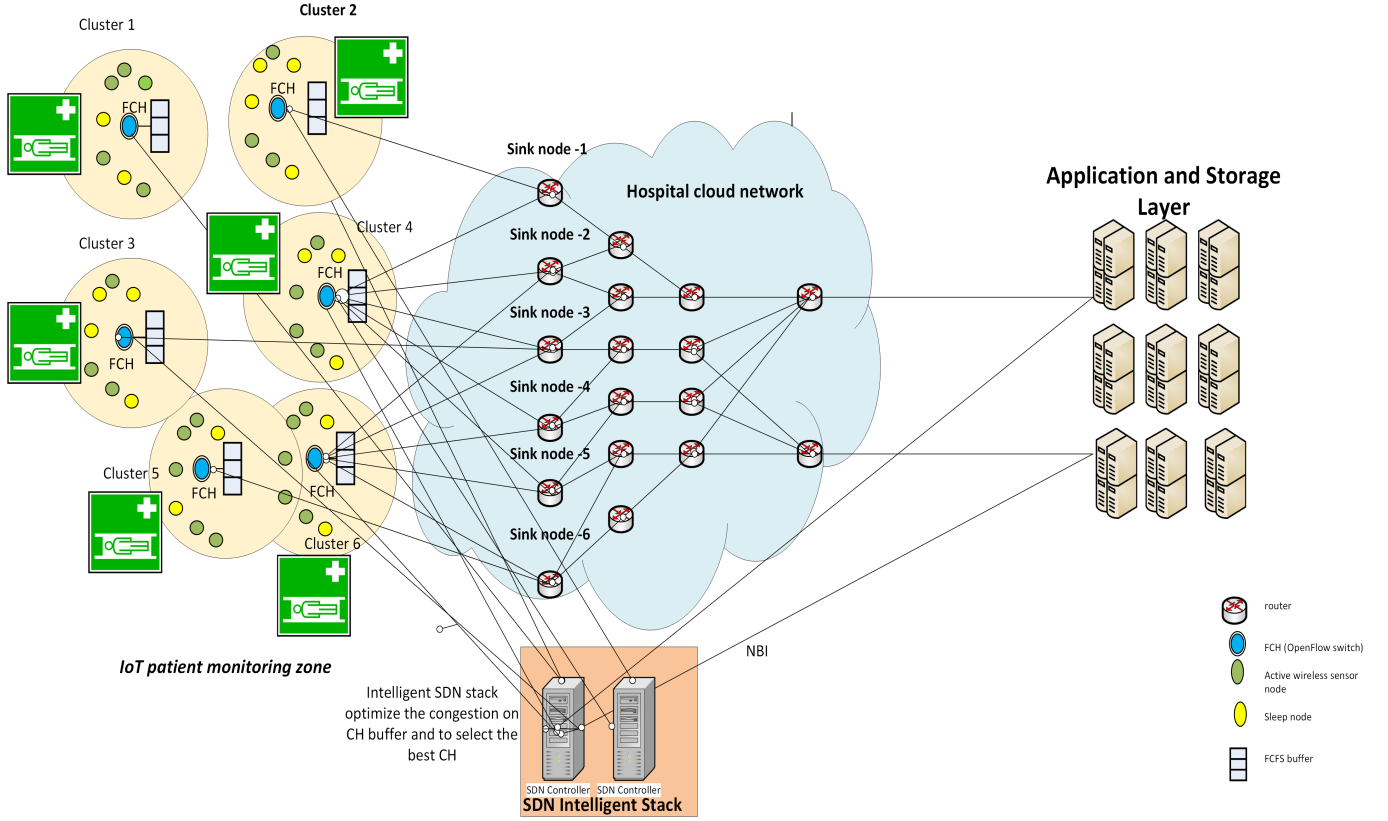 Cluster 1
Cluster 2
FCH
FCH
Sink node -1
Hospital cloud network
Application and Storage
Layer
Cluster 3
Cluster 4
Sink node -2
FCH
Sink node -3
FCH
Sink node -4
Sink node -5
Cluster 5
FCH
FCH
Sink node -6
Cluster 6
IoT patient monitoring zone
NBI
Intelligent SDN stack
optimize the congestion on
CH buffer and to select the
best CH
SDN Controller
SDN Controller
SDN Intelligent Stack
router
FCH (OpenFlow switch)
Active wireless sensor
node
Sleep node
FCFS buffer